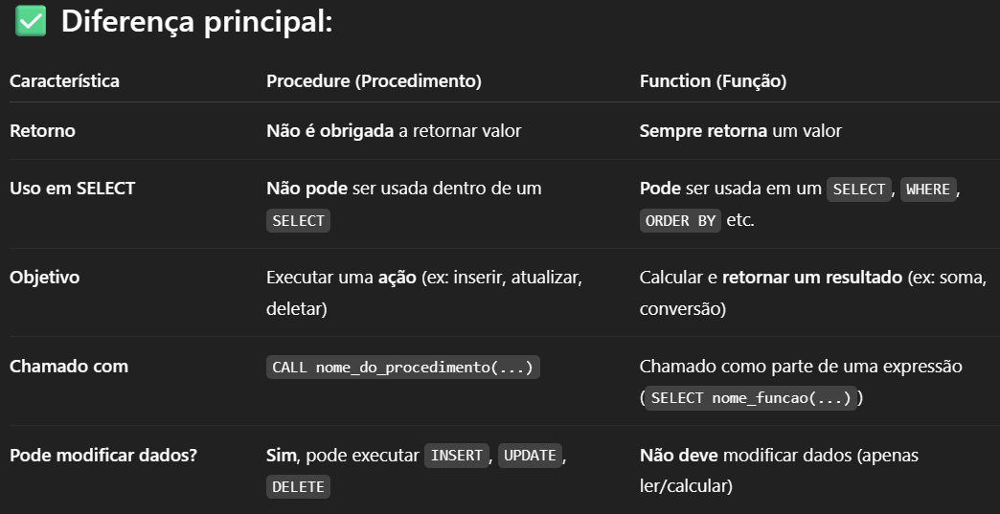 ✅ Diferença principal:
Característica Procedure (Procedimento) Function (Função)
Retorno Não é obrigada a retornar valor Sempre retorna um valor
Uso em SELECT Não pode ser usada dentro de um Pode ser usada em um SELECT, WHERE,
SELECT ORDER BY etc.
Objetivo Executar uma ação (ex: inserir, atualizar, Calcular e retornar um resultado (ex: soma,
deletar) conversão)
Chamado com CALL nome_do_procedimento(...) Chamado como parte de uma expressão
(SELECT nome_funcao(...))
Pode modificar dados? Sim, pode executar INSERT, UPDATE, Não deve modificar dados (apenas
DELETE ler/calcular)